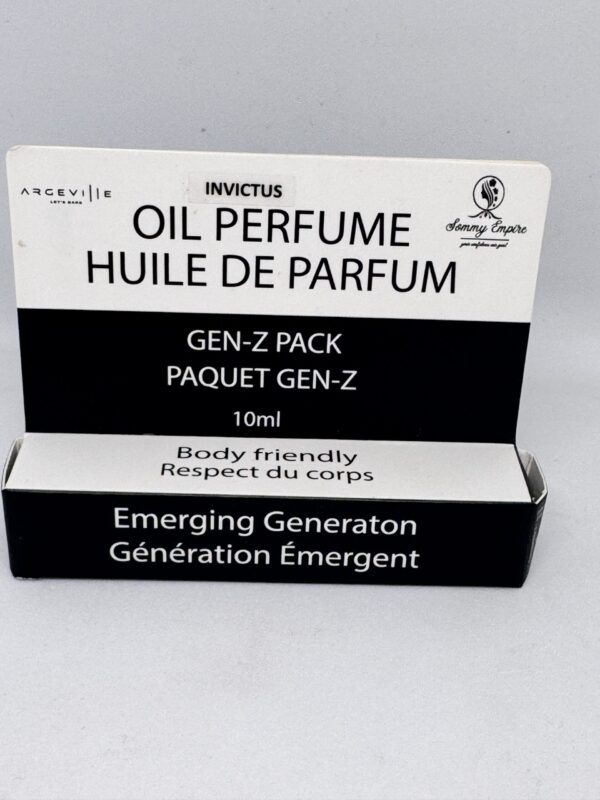 ARGEVILLE
LET'S DARE
INVICTUS
Sommy Empire
OIL PERFUME
HUILE DE PARFUM
GEN-Z PACK
PAQUET GEN-Z
10ml
Body friendly
Respect du corps
Emerging Generaton
Génération Émergent